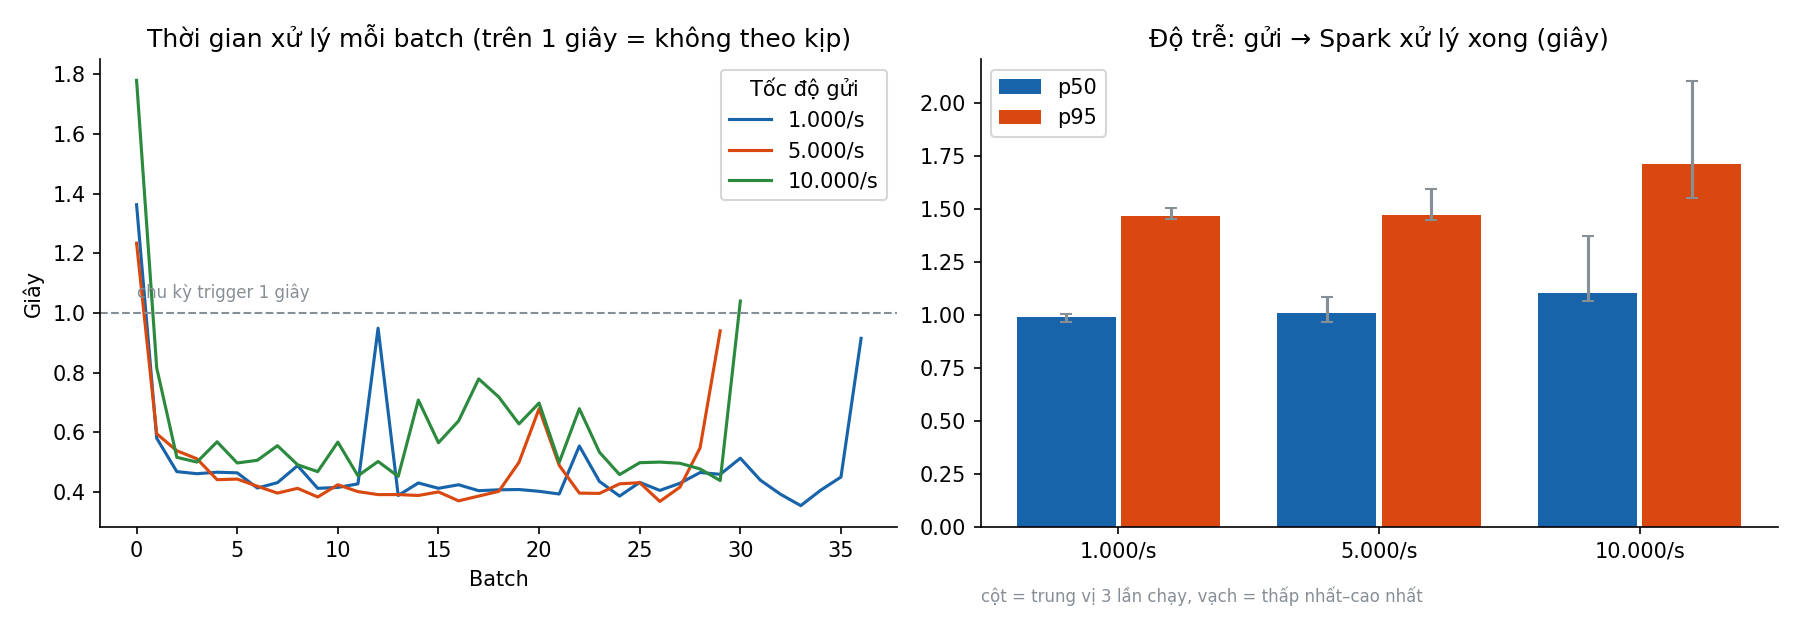 Thời gian xử lý mỗi batch (trên 1 giây = không theo kịp)
Giây
1.8
1.6
1.4
1.2
1.0
0.8
0.6
0.4
chu kỳ trigger 1 giây
Tốc độ gửi
1.000/s
5.000/s
10.000/s
0 5 10 15 20 25 30 35
Batch
Độ trễ: gửi → Spark xử lý xong (giây)
p50
p95
2.00
1.75
1.50
1.25
1.00
0.75
0.50
0.25
0.00
1.000/s 5.000/s 10.000/s
cột = trung vị 3 lần chạy, vạch = thấp nhất–cao nhất